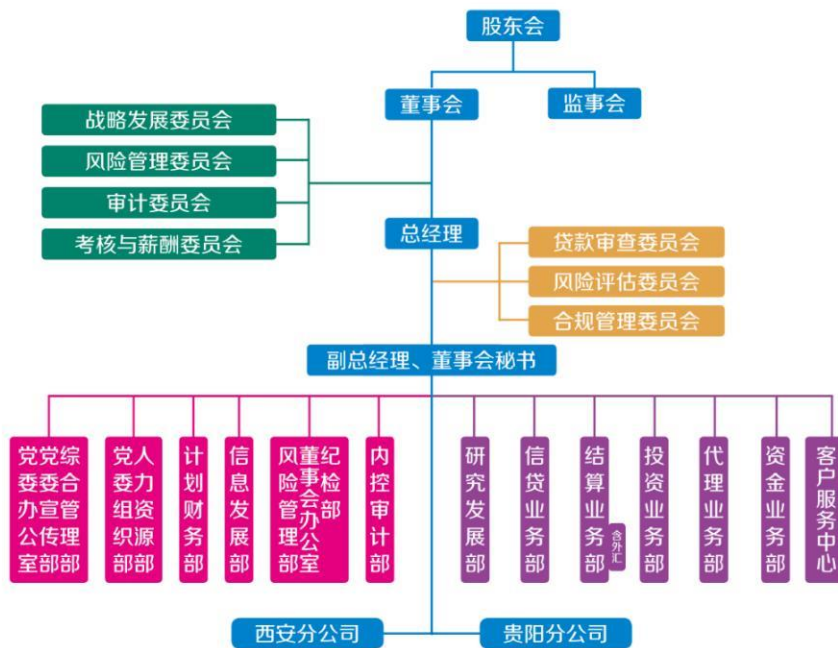 股东会
董事会
监事会
战略发展委员会
风险管理委员会
审计委员会
考核与薪酬委员会
总经理
贷款审查委员会
风险评估委员会
合规管理委员会
副总经理、董事会秘书
党委办公室
党委宣传部
综合管理部
党委组织部
人力资源部
计划财务部
信息发展部
风险管理部
董事会办公室
纪检部
内控审计部
研究发展部
信贷业务部
结算业务部
含外汇
投资业务部
代理业务部
资金业务部
客户服务中心
西安分公司
贵阳分公司